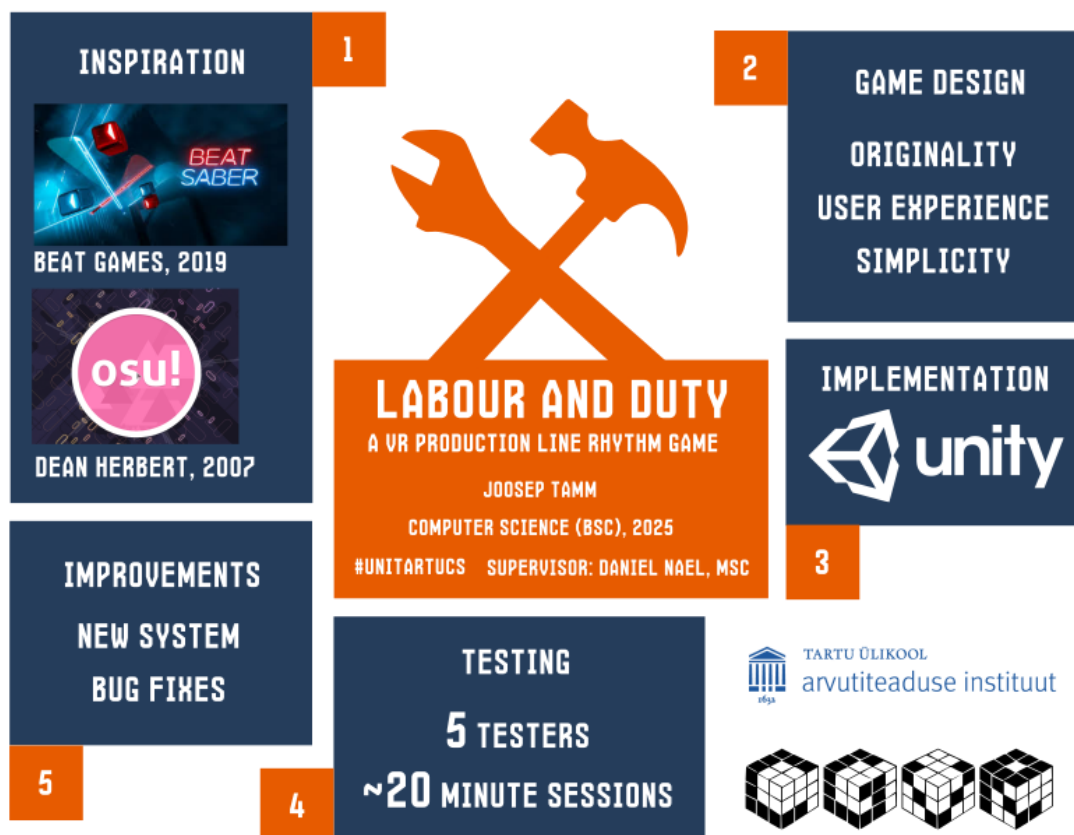 INSPIRATION
1
BEAT
SABER
BEAT GAMES, 2019
osu!
DEAN HERBERT, 2007
2
GAME DESIGN
ORIGINALITY
USER EXPERIENCE
SIMPLICITY
LABOUR AND DUTY
A VR PRODUCTION LINE RHYTHM GAME
JOOSEP TAMM
COMPUTER SCIENCE (BSC), 2025
#UNITARTUCS SUPERVISOR: DANIEL NAEL, MSC
IMPLEMENTATION
unity
3
TESTING
5 TESTERS
~20 MINUTE SESSIONS
4
IMPROVEMENTS
NEW SYSTEM
BUG FIXES
5
TARTU ÜLIKOOL
arvutiteaduse instituut
1632